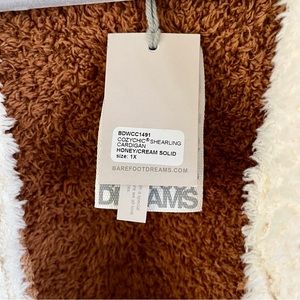 BDWCC1491
COZYCHIC® SHEARLING
CARDIGAN
HONEY/CREAM SOLID
size: 1X
BAREFOOTDREAMS.COM
DREAMS